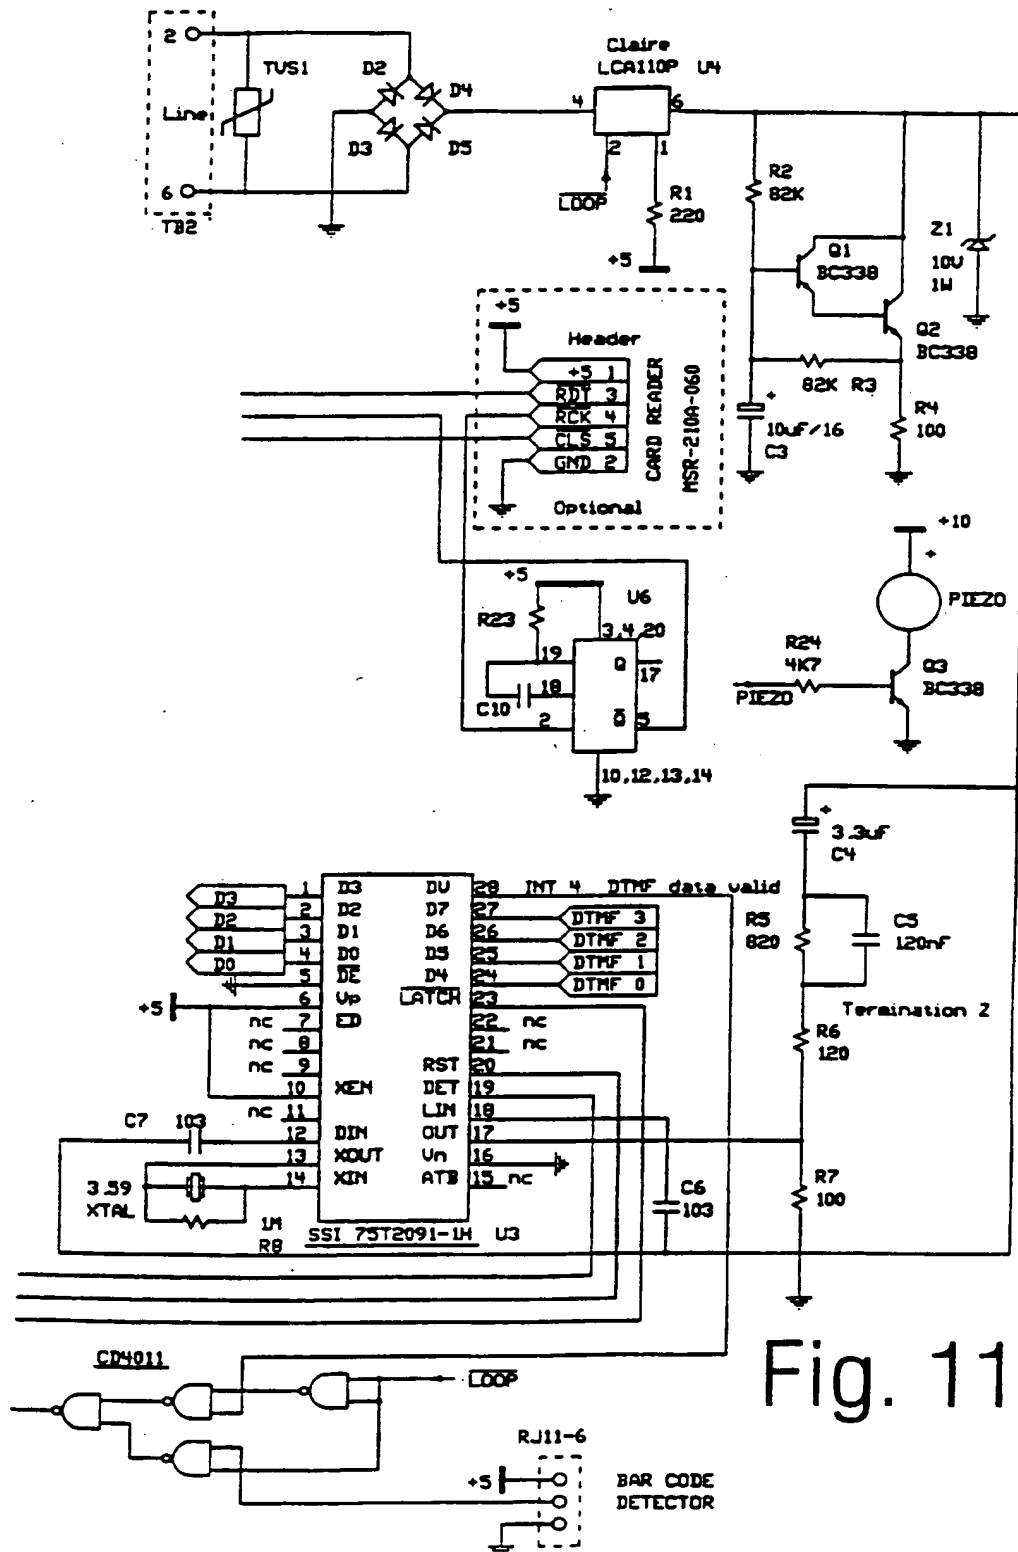 2
Line
6
TB2
TVS1
D2
D4
D3
D5
Claire
LCA110P U4
4
6
2
1
LOOP
R1
220
+5
R2
82K
Q1
BC338
Z1
10V
1W
Q2
BC338
82K R3
+
10uF/16
C3
R4
100
+5
Header
+5 1
RDT 3
RCK 4
CLS 5
GND 2
CARD READER
MSR-210A-060
Optional
+10
+
PIEZO
R24
4K7
PIEZO
Q3
BC338
+5
U6
R23
3,4,20
19
Q
17
18
C10
2
5
10,12,13,14
+
3.3uF
C4
R5
820
C5
120nF
Termination Z
R6
120
R7
100
D3 1 D3 DV 28 INT 4 DTMF data valid
D2 2 D2 D7 27 DTMF 3
D1 3 D1 D6 26 DTMF 2
D0 4 D0 D5 25 DTMF 1
5 DE D4 24 DTMF 0
+5 6 Vp LATCH 23
nc 7 ED 22 nc
nc 8 21 nc
nc 9 RST 20
10 XEN DET 19
nc 11 LIN 18
C7 103 12 DIN OUT 17
13 XOUT Vn 16
14 XIN ATB 15 nc
3.59
XTAL
1M
R8
SSI 75T2091-1H U3
C6
103
CD4011
LOOP
Fig. 11
RJ11-6
+5
BAR CODE
DETECTOR